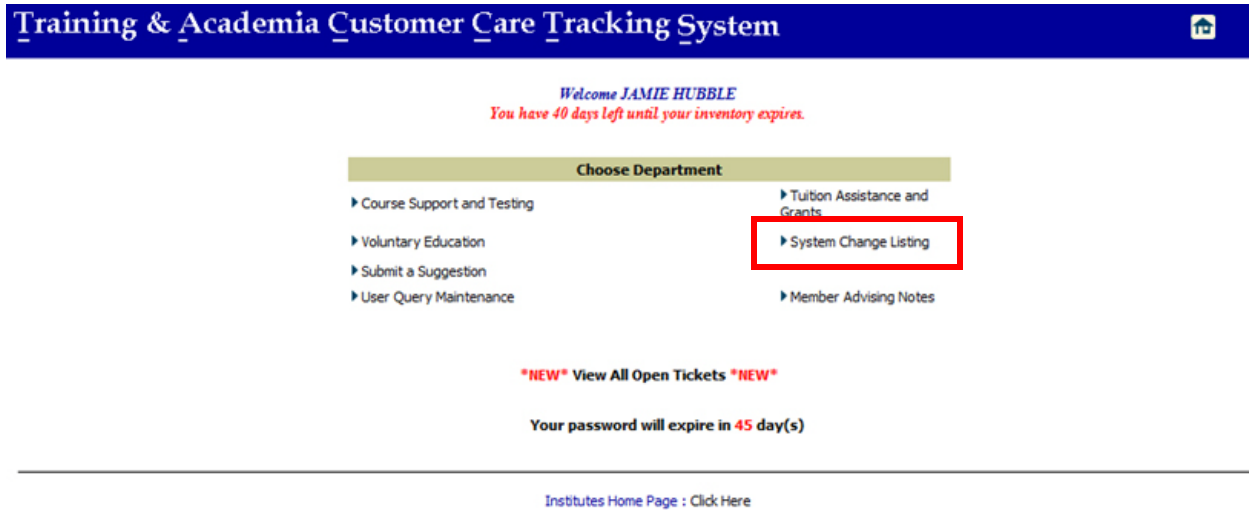 Training & Academia Customer Care Tracking System
Welcome JAMIE HUBBLE
You have 40 days left until your inventory expires.
Choose Department
Course Support and Testing
Tuition Assistance and
Grants
Voluntary Education
System Change Listing
Submit a Suggestion
User Query Maintenance
Member Advising Notes
*NEW* View All Open Tickets *NEW*
Your password will expire in 45 day(s)
Institutes Home Page : Click Here